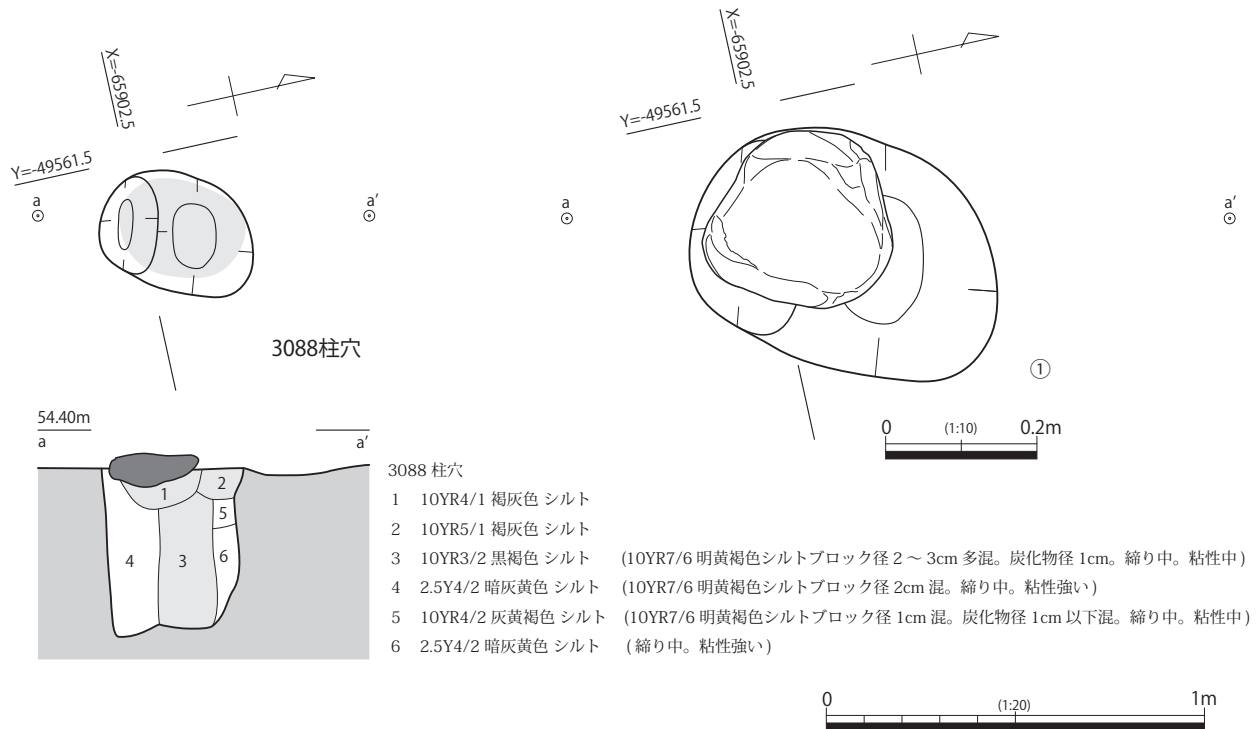 X=-65902.5
Y=-49561.5
a
a′
3088柱穴
X=-65902.5
Y=-49561.5
a
a′
①
0 (1:10) 0.2m
54.40m
a
a′
1
2
3
4
5
6
3088 柱穴
1 10YR4/1 褐灰色 シルト
2 10YR5/1 褐灰色 シルト
3 10YR3/2 黒褐色 シルト (10YR7/6 明黄褐色シルトブロック径 2 ～ 3cm 多混。炭化物径 1cm。締り中。粘性中)
4 2.5Y4/2 暗灰黄色 シルト (10YR7/6 明黄褐色シルトブロック径 2cm 混。締り中。粘性強い)
5 10YR4/2 灰黄褐色 シルト (10YR7/6 明黄褐色シルトブロック径 1cm 混。炭化物径 1cm 以下混。締り中。粘性中)
6 2.5Y4/2 暗灰黄色 シルト (締り中。粘性強い)
0 (1:20) 1m